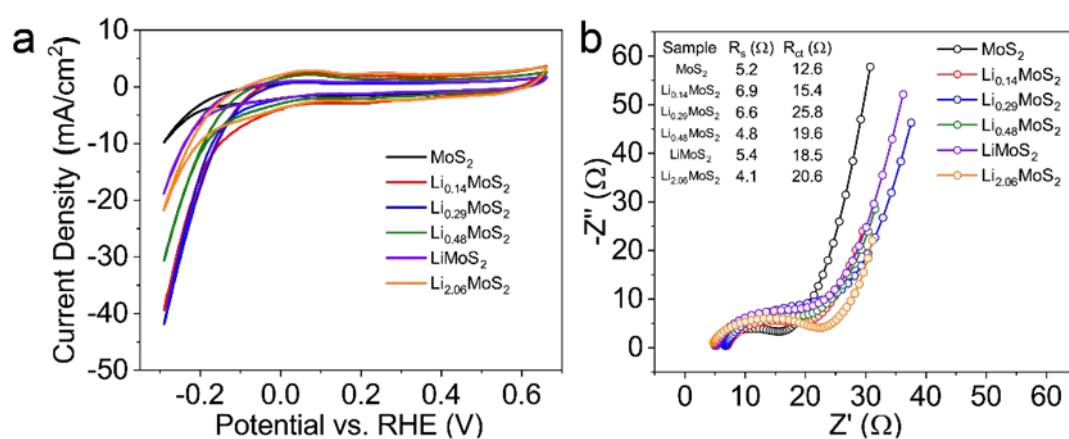 a
Current Density (mA/cm²)
10
0
-10
-20
-30
-40
-50
-0.2 0.0 0.2 0.4 0.6
Potential vs. RHE (V)
MoS₂
Li₀.₁₄MoS₂
Li₀.₂₉MoS₂
Li₀.₄₈MoS₂
LiMoS₂
Li₂.₀₆MoS₂
b
-Z" (Ω)
60
50
40
30
20
10
0
0 10 20 30 40 50 60
Z' (Ω)
Sample Rₛ (Ω) R_ct (Ω)
MoS₂ 5.2 12.6
Li₀.₁₄MoS₂ 6.9 15.4
Li₀.₂₉MoS₂ 6.6 25.8
Li₀.₄₈MoS₂ 4.8 19.6
LiMoS₂ 5.4 18.5
Li₂.₀₆MoS₂ 4.1 20.6
MoS₂
Li₀.₁₄MoS₂
Li₀.₂₉MoS₂
Li₀.₄₈MoS₂
LiMoS₂
Li₂.₀₆MoS₂